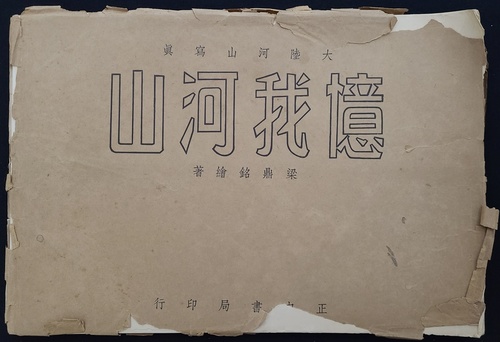 大陸河山寫眞
憶我河山
梁鼎銘繪著
正中書局印行